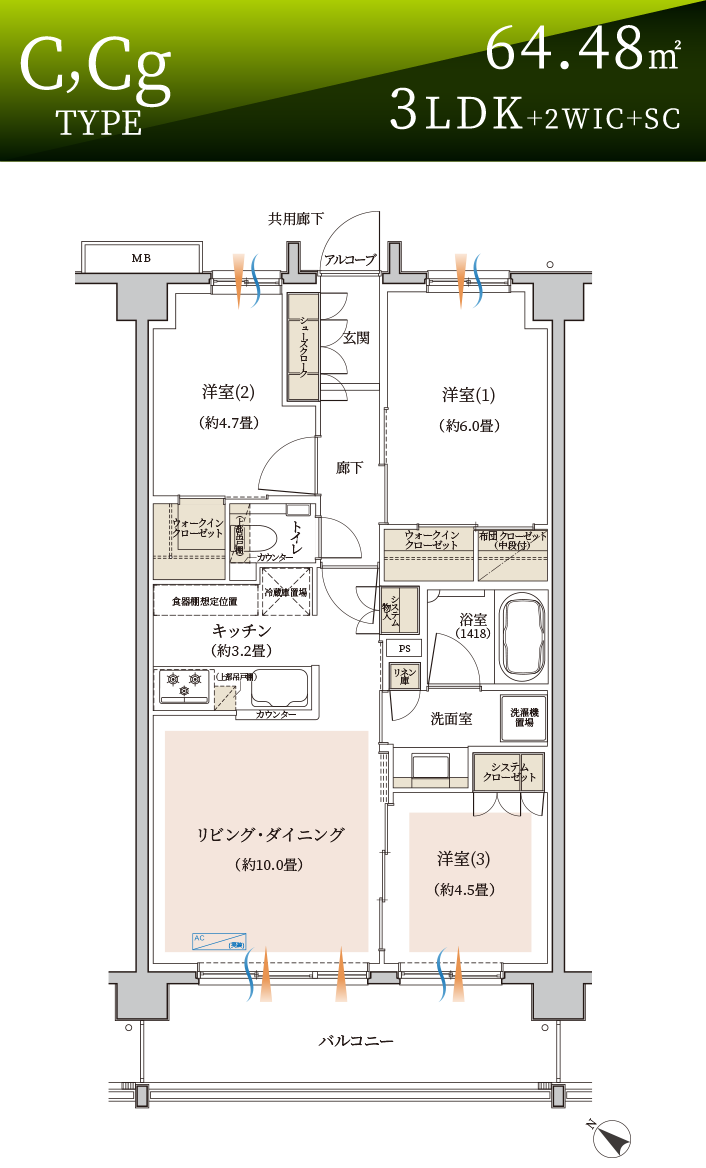 C,Cg
TYPE
64.48㎡
3LDK+2WIC+SC
共用廊下
MB
アルコーブ
シューズクローク
玄関
洋室(2)
（約4.7畳）
洋室(1)
（約6.0畳）
廊下
ウォークイン
クローゼット
(上部吊戸棚)
トイレ
カウンター
ウォークイン
クローゼット
布団クローゼット
（中段付）
食器棚想定位置
冷蔵庫置場
システム
物入
浴室
（1418）
キッチン
（約3.2畳）
PS
リネン
庫
（上部吊戸棚）
カウンター
洗面室
洗濯機
置場
システム
クローゼット
リビング・ダイニング
（約10.0畳）
洋室(3)
（約4.5畳）
AC
バルコニー
N